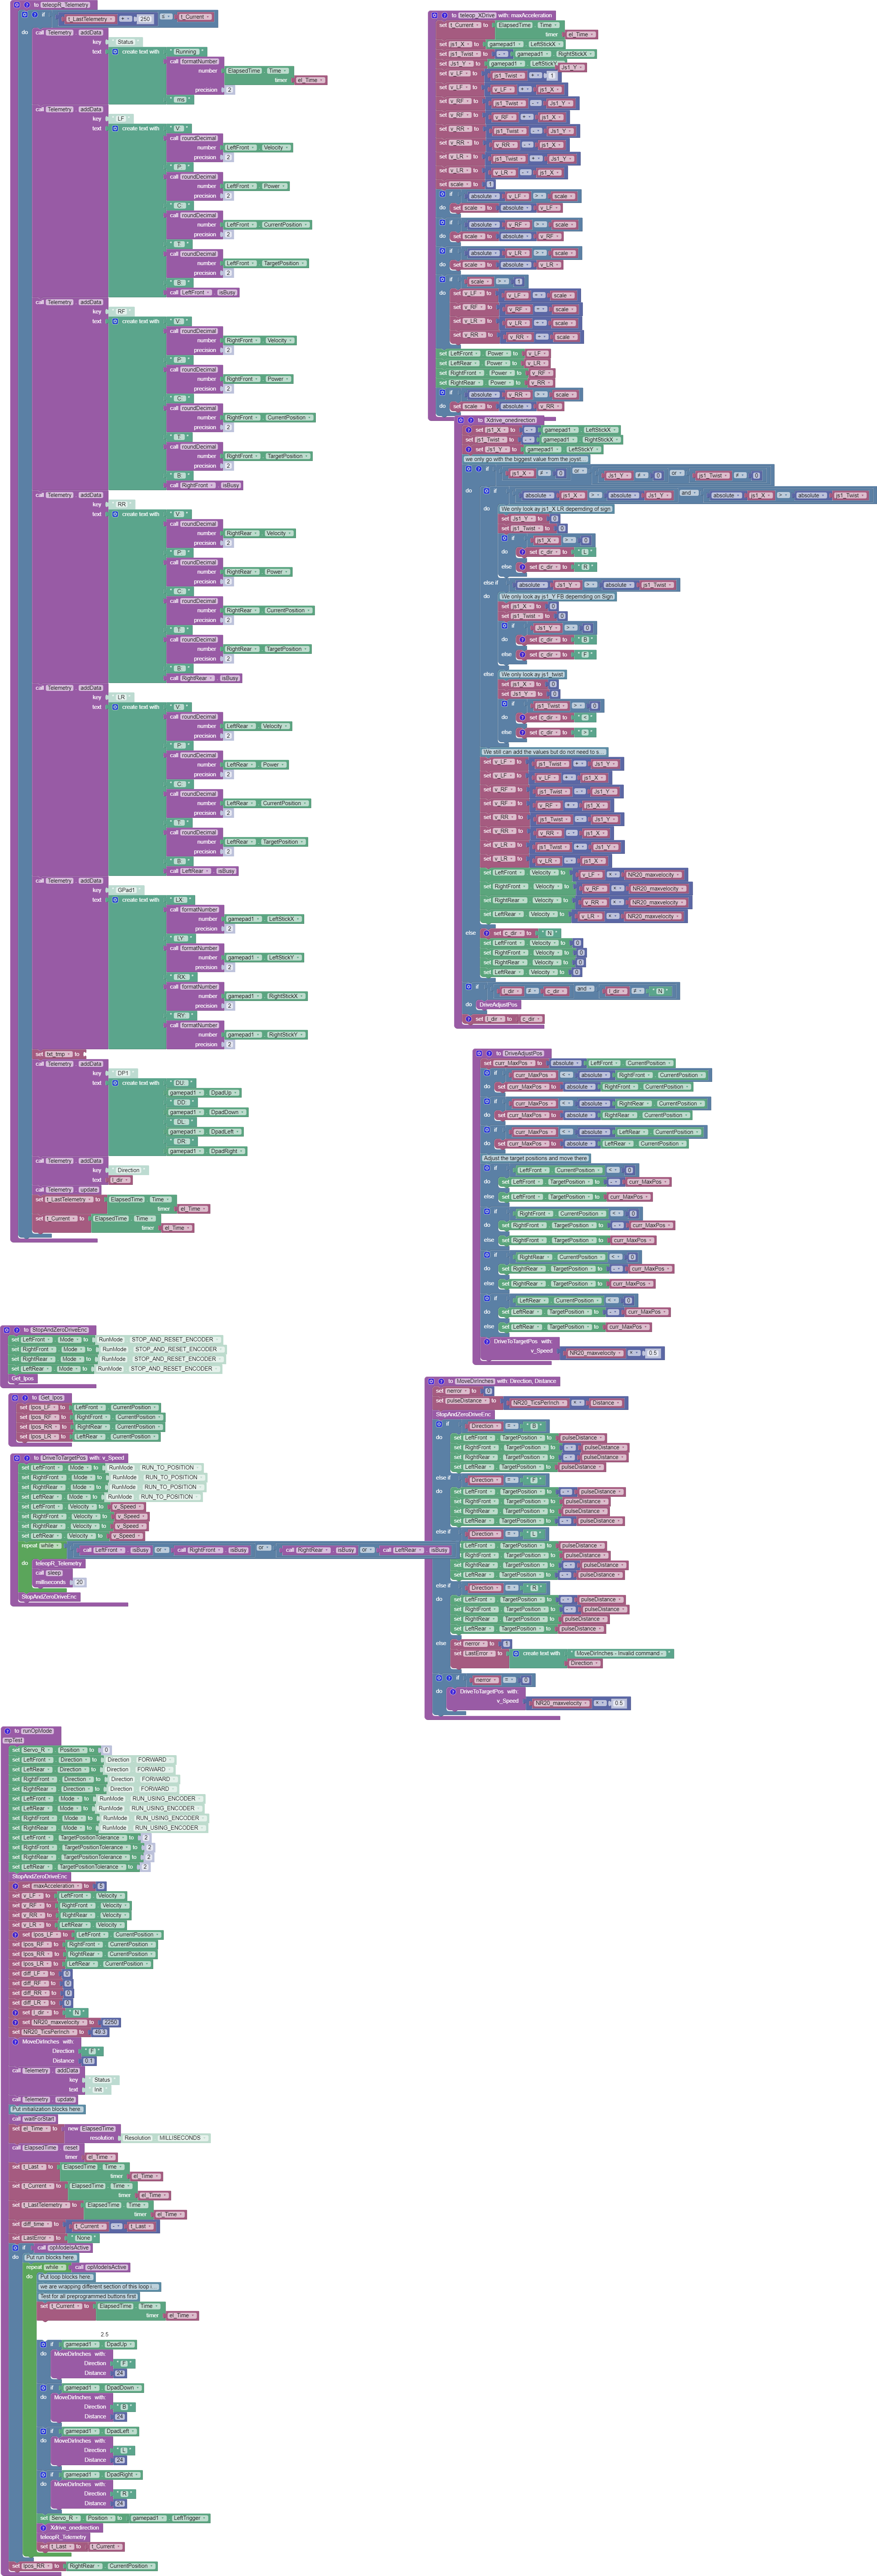 to teleopR_Telemetry
if t_LastTelemetry + 250 ≤ t_Current
do call Telemetry . addData
key " Status "
text create text with " Running "
call formatNumber
number ElapsedTime . Time
timer el_Time
precision 2
" ms "
call Telemetry . addData
key " LF "
text create text with " V: "
call roundDecimal
number LeftFront . Velocity
precision 2
" P: "
call roundDecimal
number LeftFront . Power
precision 2
" C: "
call roundDecimal
number LeftFront . CurrentPosition
precision 2
" T: "
call roundDecimal
number LeftFront . TargetPosition
precision 2
" B: "
call LeftFront . isBusy
call Telemetry . addData
key " RF "
text create text with " V: "
call roundDecimal
number RightFront . Velocity
precision 2
" P: "
call roundDecimal
number RightFront . Power
precision 2
" C: "
call roundDecimal
number RightFront . CurrentPosition
precision 2
" T: "
call roundDecimal
number RightFront . TargetPosition
precision 2
" B: "
call RightFront . isBusy
call Telemetry . addData
key " RR "
text create text with " V: "
call roundDecimal
number RightRear . Velocity
precision 2
" P: "
call roundDecimal
number RightRear . Power
precision 2
" C: "
call roundDecimal
number RightRear . CurrentPosition
precision 2
" T: "
call roundDecimal
number RightRear . TargetPosition
precision 2
" B: "
call RightRear . isBusy
call Telemetry . addData
key " LR "
text create text with " V: "
call roundDecimal
number LeftRear . Velocity
precision 2
" P: "
call roundDecimal
number LeftRear . Power
precision 2
" C: "
call roundDecimal
number LeftRear . CurrentPosition
precision 2
" T: "
call roundDecimal
number LeftRear . TargetPosition
precision 2
" B: "
call LeftRear . isBusy
call Telemetry . addData
key " GPad1 "
text create text with " LX: "
call formatNumber
number gamepad1 . LeftStickX
precision 2
" LY: "
call formatNumber
number gamepad1 . LeftStickY
precision 2
" RX: "
call formatNumber
number gamepad1 . RightStickX
precision 2
" RY: "
call formatNumber
number gamepad1 . RightStickY
precision 2
set txt_tmp to
call Telemetry . addData
key " DP1 "
text create text with " DU: "
gamepad1 . DpadUp
" DD: "
gamepad1 . DpadDown
" DL: "
gamepad1 . DpadLeft
" DR: "
gamepad1 . DpadRight
call Telemetry . addData
key " Direction "
text l_dir
call Telemetry . update
set t_LastTelemetry to ElapsedTime . Time
timer el_Time
set t_Current to ElapsedTime . Time
timer el_Time
to StopAndZeroDriveEnc
set LeftFront . Mode to RunMode STOP_AND_RESET_ENCODER
set RightFront . Mode to RunMode STOP_AND_RESET_ENCODER
set RightRear . Mode to RunMode STOP_AND_RESET_ENCODER
set LeftRear . Mode to RunMode STOP_AND_RESET_ENCODER
Get_Ipos
to Get_Ipos
set Ipos_LF to LeftFront . CurrentPosition
set Ipos_RF to RightFront . CurrentPosition
set Ipos_RR to RightRear . CurrentPosition
set Ipos_LR to LeftRear . CurrentPosition
to DriveToTargetPos with: v_Speed
set LeftFront . Mode to RunMode RUN_TO_POSITION
set RightFront . Mode to RunMode RUN_TO_POSITION
set RightRear . Mode to RunMode RUN_TO_POSITION
set LeftRear . Mode to RunMode RUN_TO_POSITION
set LeftFront . Velocity to v_Speed
set RightFront . Velocity to v_Speed
set RightRear . Velocity to v_Speed
set LeftRear . Velocity to v_Speed
repeat while call LeftFront . isBusy or call RightFront . isBusy or call RightRear . isBusy or call LeftRear . isBusy
do teleopR_Telemetry
call sleep
milliseconds 20
StopAndZeroDriveEnc
to runOpMode
mpTest
set Servo_R . Position to 0
set LeftFront . Direction to Direction FORWARD
set LeftRear . Direction to Direction FORWARD
set RightFront . Direction to Direction FORWARD
set RightRear . Direction to Direction FORWARD
set LeftFront . Mode to RunMode RUN_USING_ENCODER
set LeftRear . Mode to RunMode RUN_USING_ENCODER
set RightFront . Mode to RunMode RUN_USING_ENCODER
set RightRear . Mode to RunMode RUN_USING_ENCODER
set LeftFront . TargetPositionTolerance to 2
set RightFront . TargetPositionTolerance to 2
set RightRear . TargetPositionTolerance to 2
set LeftRear . TargetPositionTolerance to 2
StopAndZeroDriveEnc
set maxAcceleration to 5
set v_LF to LeftFront . Velocity
set v_RF to RightFront . Velocity
set v_RR to RightRear . Velocity
set v_LR to LeftRear . Velocity
set Ipos_LF to LeftFront . CurrentPosition
set Ipos_RF to RightFront . CurrentPosition
set Ipos_RR to RightRear . CurrentPosition
set Ipos_LR to LeftRear . CurrentPosition
set diff_LF to 0
set diff_RF to 0
set diff_RR to 0
set diff_LR to 0
set l_dir to " N "
set NR20_maxvelocity to 2250
set NR20_TicsPerInch to 49.3
MoveDirInches with:
Direction " F "
Distance 0.1
call Telemetry . addData
key " Status "
text " Init "
call Telemetry . update
Put initialization blocks here.
call waitForStart
set el_Time to new ElapsedTime
resolution Resolution MILLISECONDS
call ElapsedTime . reset
timer el_Time
set t_Last to ElapsedTime . Time
timer el_Time
set t_Current to ElapsedTime . Time
timer el_Time
set t_LastTelemetry to ElapsedTime . Time
timer el_Time
set diff_time to t_Current - t_Last
set LastError to " None "
if call opModeIsActive
do Put run blocks here.
repeat while call opModeIsActive
do Put loop blocks here.
we are wrapping different section of this loop i...
Test for all preprogrammed buttons first
set t_Current to ElapsedTime . Time
timer el_Time
2.5
if gamepad1 . DpadUp
do MoveDirInches with:
Direction " F "
Distance 24
if gamepad1 . DpadDown
do MoveDirInches with:
Direction " B "
Distance 24
if gamepad1 . DpadLeft
do MoveDirInches with:
Direction " L "
Distance 24
if gamepad1 . DpadRight
do MoveDirInches with:
Direction " R "
Distance 24
set Servo_R . Position to gamepad1 . LeftTrigger
Xdrive_onedirection
teleopR_Telemetry
set t_Last to t_Current
set Ipos_RR to RightRear . CurrentPosition
to teleop_XDrive with: maxAcceleration
set t_Current to ElapsedTime . Time
timer el_Time
set js1_X to gamepad1 . LeftStickX
set js1_Twist to - gamepad1 . RightStickX
set Js1_Y to gamepad1 . LeftStickY
Js1_Y
set v_LF to js1_Twist + 1
set v_LF to v_LF + js1_X
set v_RF to js1_Twist - Js1_Y
set v_RF to v_RF + js1_X
set v_RR to js1_Twist - Js1_Y
set v_RR to v_RR - js1_X
set v_LR to js1_Twist + Js1_Y
set v_LR to v_LR - js1_X
set scale to 1
if absolute v_LF > scale
do set scale to absolute v_LF
if absolute v_RF > scale
do set scale to absolute v_RF
if absolute v_LR > scale
do set scale to absolute v_LR
if scale > 1
do set v_LF to v_LF ÷ scale
set v_RF to v_RF ÷ scale
set v_LR to v_LR ÷ scale
set v_RR to v_RR ÷ scale
set LeftFront . Power to v_LF
set LeftRear . Power to v_LR
set RightFront . Power to v_RF
set RightRear . Power to v_RR
if absolute v_RR > scale
do set scale to absolute v_RR
to Xdrive_onedirection
set js1_X to - gamepad1 . LeftStickX
set js1_Twist to - gamepad1 . RightStickX
set Js1_Y to gamepad1 . LeftStickY
we only go with the biggest value from the joyst...
if js1_X ≠ 0 or Js1_Y ≠ 0 or js1_Twist ≠ 0
do if absolute js1_X > absolute Js1_Y and absolute js1_X > absolute js1_Twist
do We only look ay js1_X LR depemding of sign
set Js1_Y to 0
set js1_Twist to 0
if js1_X > 0
do set c_dir to " L "
else set c_dir to " R "
else if absolute Js1_Y > absolute js1_Twist
do We only look ay js1_Y FB depemding on Sign
set js1_X to 0
set js1_Twist to 0
if Js1_Y > 0
do set c_dir to " B "
else set c_dir to " F "
else We only look ay js1_twist
set js1_X to 0
set Js1_Y to 0
if js1_Twist > 0
do set c_dir to " < "
else set c_dir to " > "
We still can add the values but do not need to s...
set v_LF to js1_Twist + Js1_Y
set v_LF to v_LF + js1_X
set v_RF to js1_Twist - Js1_Y
set v_RF to v_RF + js1_X
set v_RR to js1_Twist - Js1_Y
set v_RR to v_RR - js1_X
set v_LR to js1_Twist + Js1_Y
set v_LR to v_LR - js1_X
set LeftFront . Velocity to v_LF × NR20_maxvelocity
set RightFront . Velocity to v_RF × NR20_maxvelocity
set RightRear . Velocity to v_RR × NR20_maxvelocity
set LeftRear . Velocity to v_LR × NR20_maxvelocity
else set c_dir to " N "
set LeftFront . Velocity to 0
set RightFront . Velocity to 0
set RightRear . Velocity to 0
set LeftRear . Velocity to 0
if l_dir ≠ c_dir and l_dir ≠ " N "
do DriveAdjustPos
set l_dir to c_dir
to DriveAdjustPos
set curr_MaxPos to absolute LeftFront . CurrentPosition
if curr_MaxPos < absolute RightFront . CurrentPosition
do set curr_MaxPos to absolute RightFront . CurrentPosition
if curr_MaxPos < absolute RightRear . CurrentPosition
do set curr_MaxPos to absolute RightRear . CurrentPosition
if curr_MaxPos < absolute LeftRear . CurrentPosition
do set curr_MaxPos to absolute LeftRear . CurrentPosition
Adjust the target positions and move there
if LeftFront . CurrentPosition < 0
do set LeftFront . TargetPosition to - curr_MaxPos
else set LeftFront . TargetPosition to curr_MaxPos
if RightFront . CurrentPosition < 0
do set RightFront . TargetPosition to - curr_MaxPos
else set RightFront . TargetPosition to curr_MaxPos
if RightRear . CurrentPosition < 0
do set RightRear . TargetPosition to - curr_MaxPos
else set RightRear . TargetPosition to curr_MaxPos
if LeftRear . CurrentPosition < 0
do set LeftRear . TargetPosition to - curr_MaxPos
else set LeftRear . TargetPosition to curr_MaxPos
DriveToTargetPos with:
v_Speed NR20_maxvelocity × 0.5
to MoveDirInches with: Direction, Distance
set nerror to 0
set pulseDistance to NR20_TicsPerInch × Distance
StopAndZeroDriveEnc
if Direction = " B "
do set LeftFront . TargetPosition to pulseDistance
set RightFront . TargetPosition to - pulseDistance
set RightRear . TargetPosition to - pulseDistance
set LeftRear . TargetPosition to pulseDistance
else if Direction = " F "
do set LeftFront . TargetPosition to - pulseDistance
set RightFront . TargetPosition to pulseDistance
set RightRear . TargetPosition to pulseDistance
set LeftRear . TargetPosition to - pulseDistance
else if Direction = " L "
LeftFront . TargetPosition to pulseDistance
RightFront . TargetPosition to pulseDistance
RightRear . TargetPosition to - pulseDistance
set LeftRear . TargetPosition to - pulseDistance
else if Direction = " R "
do set LeftFront . TargetPosition to - pulseDistance
set RightFront . TargetPosition to - pulseDistance
set RightRear . TargetPosition to pulseDistance
set LeftRear . TargetPosition to pulseDistance
else set nerror to 1
set LastError to create text with " MoveDirInches - Invalid command - "
Direction
if nerror = 0
do DriveToTargetPos with:
v_Speed NR20_maxvelocity × 0.5